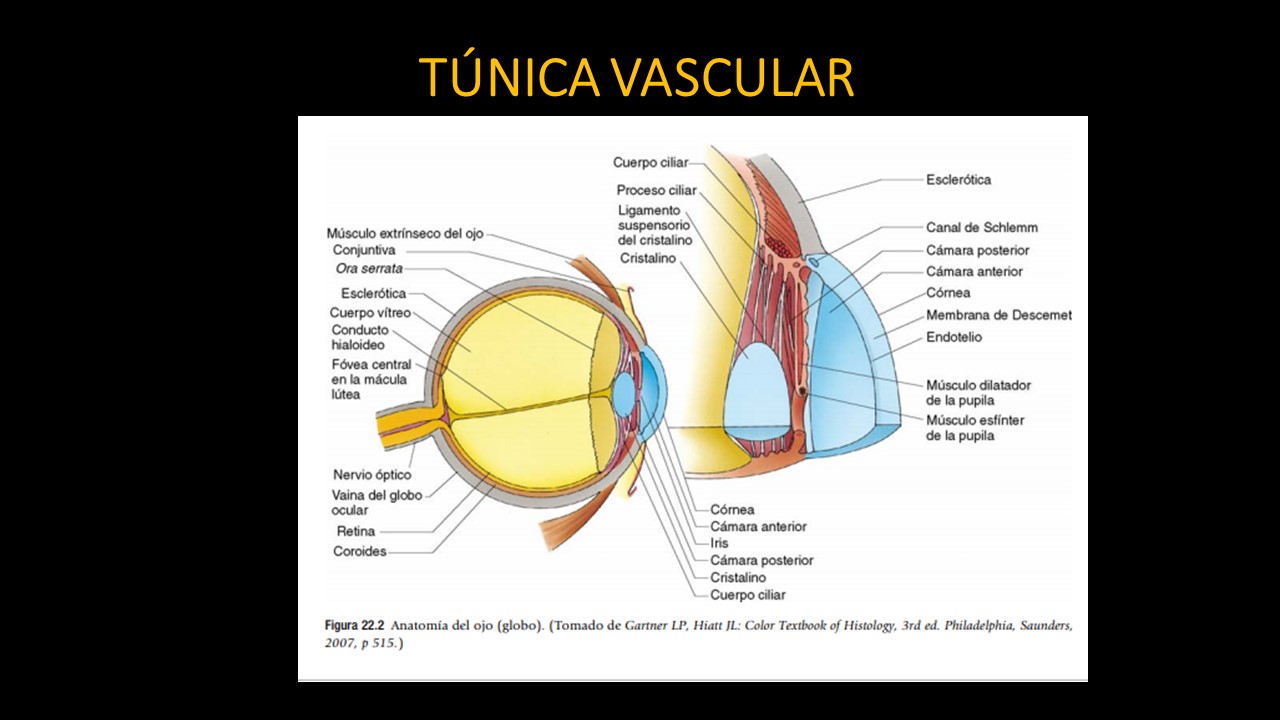 TÚNICA VASCULAR
Músculo extrínseco del ojo
Conjuntiva
Ora serrata
Esclerótica
Cuerpo vítreo
Conducto
hialoideo
Fóvea central
en la mácula
lútea
Nervio óptico
Vaina del globo
ocular
Retina
Coroides
Cuerpo ciliar
Proceso ciliar
Ligamento
suspensorio
del cristalino
Cristalino
Esclerótica
Canal de Schlemm
Cámara posterior
Cámara anterior
Córnea
Membrana de Descemet
Endotelio
Músculo dilatador
de la pupila
Músculo esfínter
de la pupila
Córnea
Cámara anterior
Iris
Cámara posterior
Cristalino
Cuerpo ciliar
Figura 22.2 Anatomía del ojo (globo). (Tomado de Gartner LP, Hiatt JL: Color Textbook of Histology, 3rd ed. Philadelphia, Saunders,
2007, p 515.)